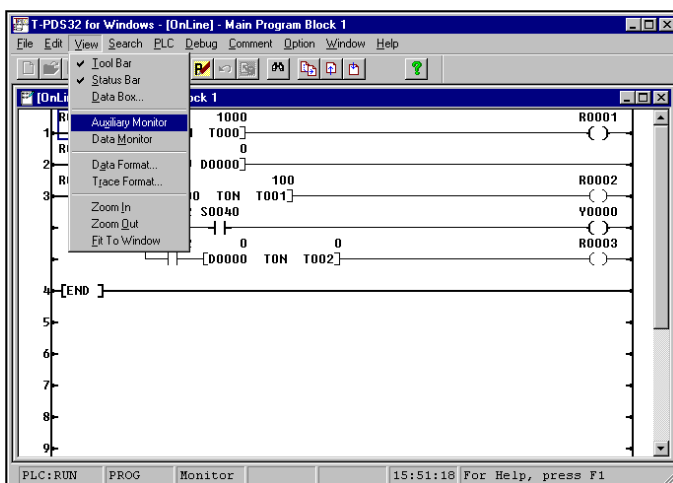 T-PDS32 for Windows - [OnLine] - Main Program Block 1
File Edit View Search PLC Debug Comment Option Window Help
Tool Bar
Status Bar
Data Box...
Auxiliary Monitor
Data Monitor
Data Format...
Trace Format...
Zoom In
Zoom Out
Fit To Window
ock 1
1000 R0001
1 T000]
0
2 D0000]
100 R0002
3 TON T001]
S0040 Y0000
0 0 R0003
[D0000 TON T002]
4 [END ]
5
6
7
8
9
PLC:RUN PROG Monitor 15:51:18 For Help, press F1